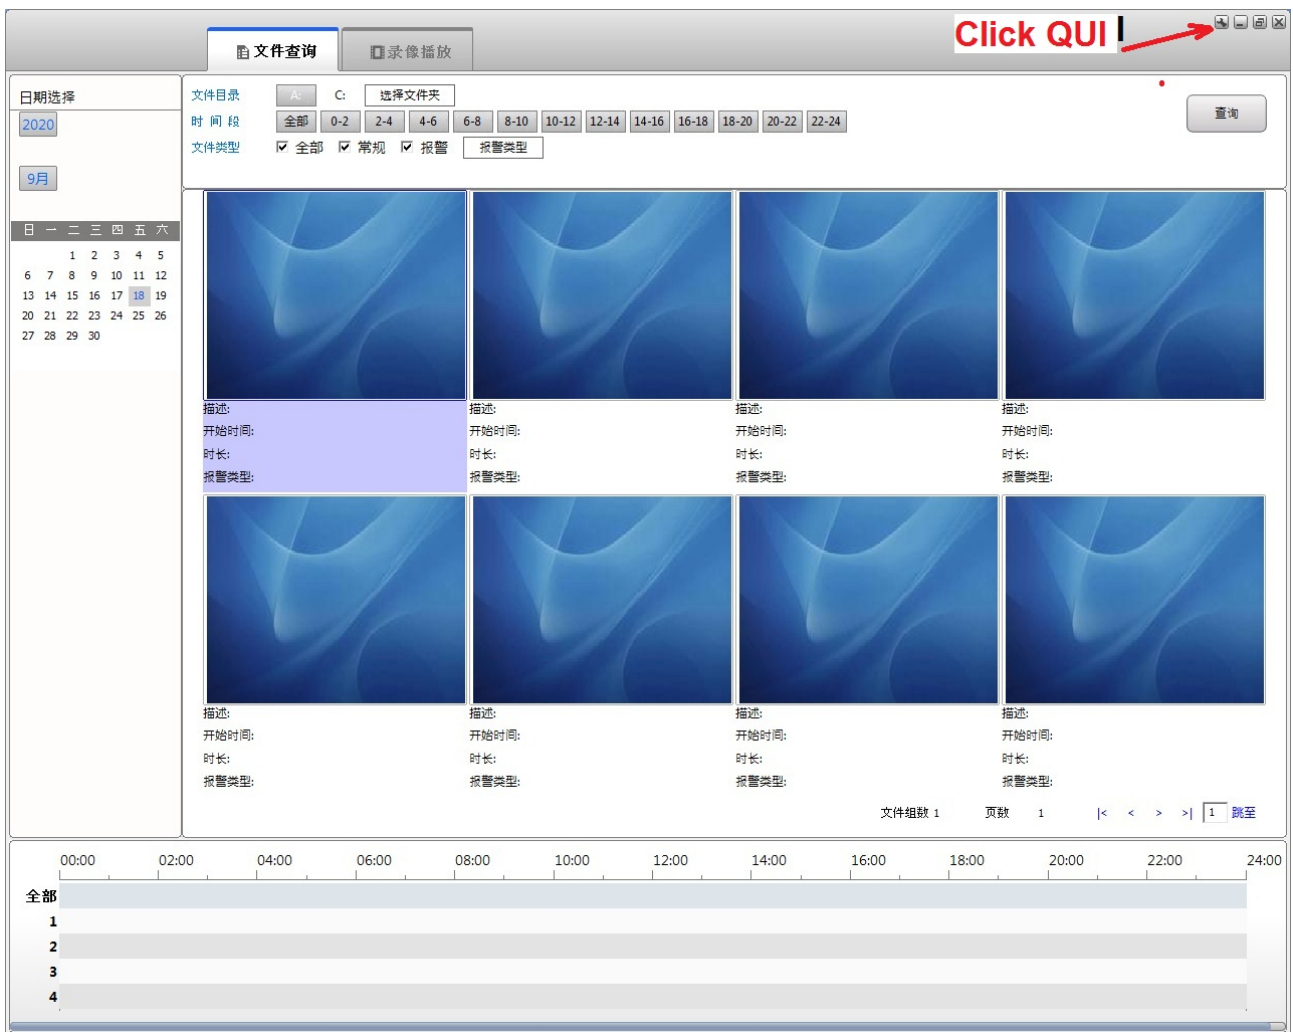 Click QUI I
文件查询 录像播放
日期选择
2020
9月
日 一 二 三 四 五 六
1 2 3 4 5
6 7 8 9 10 11 12
13 14 15 16 17 18 19
20 21 22 23 24 25 26
27 28 29 30
文件目录 A: C: 选择文件夹
时间段 全部 0-2 2-4 4-6 6-8 8-10 10-12 12-14 14-16 16-18 18-20 20-22 22-24
文件类型 全部 常规 报警 报警类型
查询
描述: 描述: 描述: 描述:
开始时间: 开始时间: 开始时间: 开始时间:
时长: 时长: 时长: 时长:
报警类型: 报警类型: 报警类型: 报警类型:
描述: 描述: 描述: 描述:
开始时间: 开始时间: 开始时间: 开始时间:
时长: 时长: 时长: 时长:
报警类型: 报警类型: 报警类型: 报警类型:
文件组数 1 页数 1 |< < > >| 1 跳至
00:00 02:00 04:00 06:00 08:00 10:00 12:00 14:00 16:00 18:00 20:00 22:00 24:00
全部
1
2
3
4